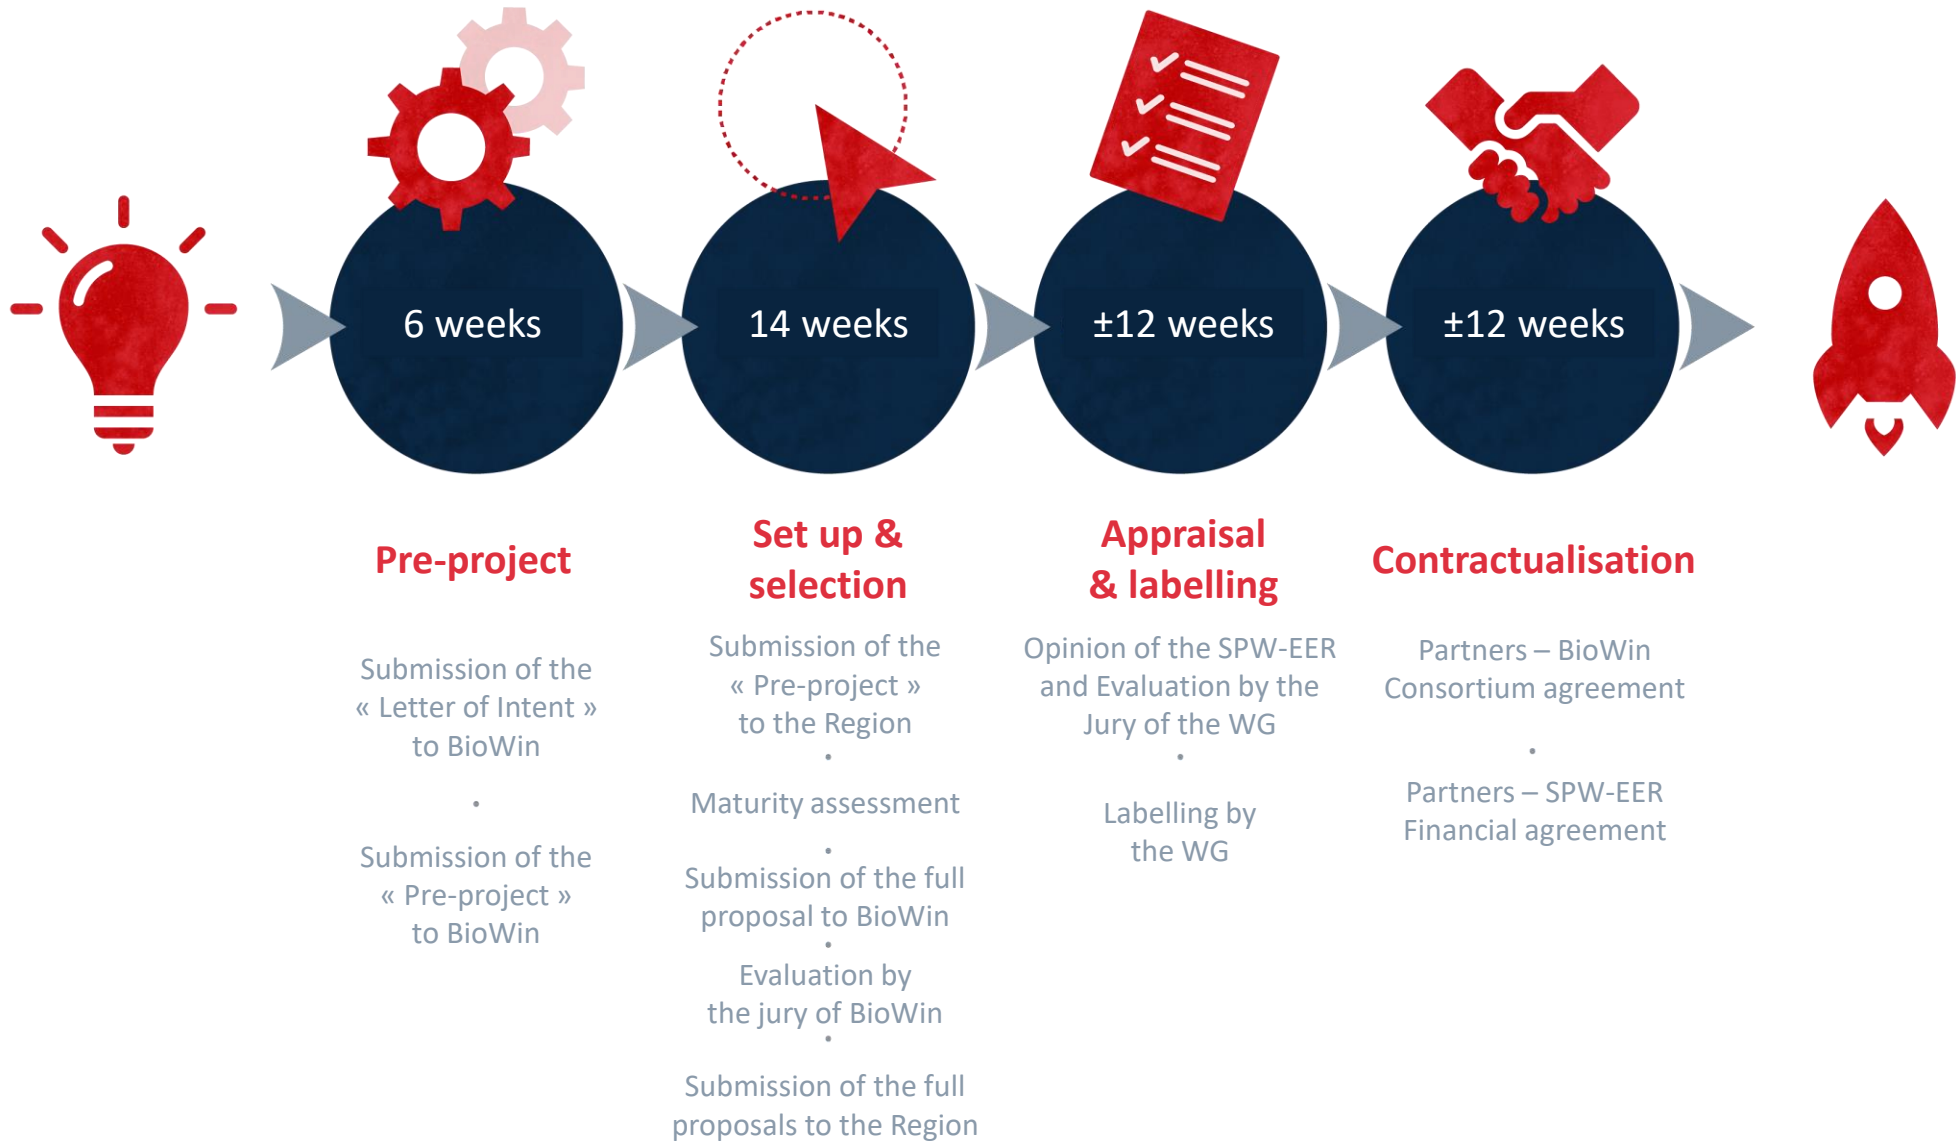 6 weeks
14 weeks
±12 weeks
±12 weeks
Pre-project
Submission of the
« Letter of Intent »
to BioWin
•
Submission of the
« Pre-project »
to BioWin
Set up &
selection
Submission of the
« Pre-project »
to the Region
•
Maturity assessment
•
Submission of the full
proposal to BioWin
•
Evaluation by
the jury of BioWin
•
Submission of the full
proposals to the Region
Appraisal
& labelling
Opinion of the SPW-EER
and Evaluation by the
Jury of the WG
•
Labelling by
the WG
Contractualisation
Partners – BioWin
Consortium agreement
•
Partners – SPW-EER
Financial agreement